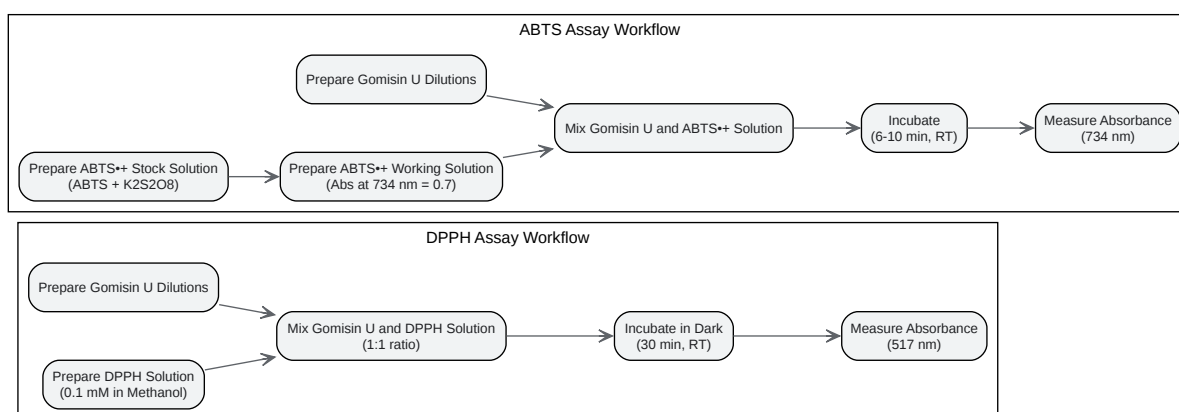 ABTS Assay Workflow
Prepare Gomisin U Dilutions
Prepare ABTS•+ Stock Solution
(ABTS + K2S2O8)
Prepare ABTS•+ Working Solution
(Abs at 734 nm = 0.7)
Mix Gomisin U and ABTS•+ Solution
Incubate
(6-10 min, RT)
Measure Absorbance
(734 nm)
DPPH Assay Workflow
Prepare Gomisin U Dilutions
Prepare DPPH Solution
(0.1 mM in Methanol)
Mix Gomisin U and DPPH Solution
(1:1 ratio)
Incubate in Dark
(30 min, RT)
Measure Absorbance
(517 nm)